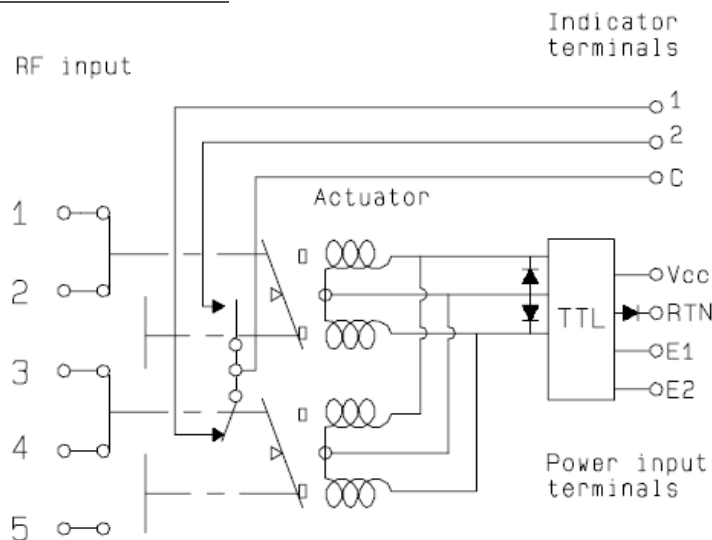 Indicator
terminals
RF input
1
2
C
Actuator
1
2
3
4
5
TTL
Vcc
RTN
E1
E2
Power input
terminals